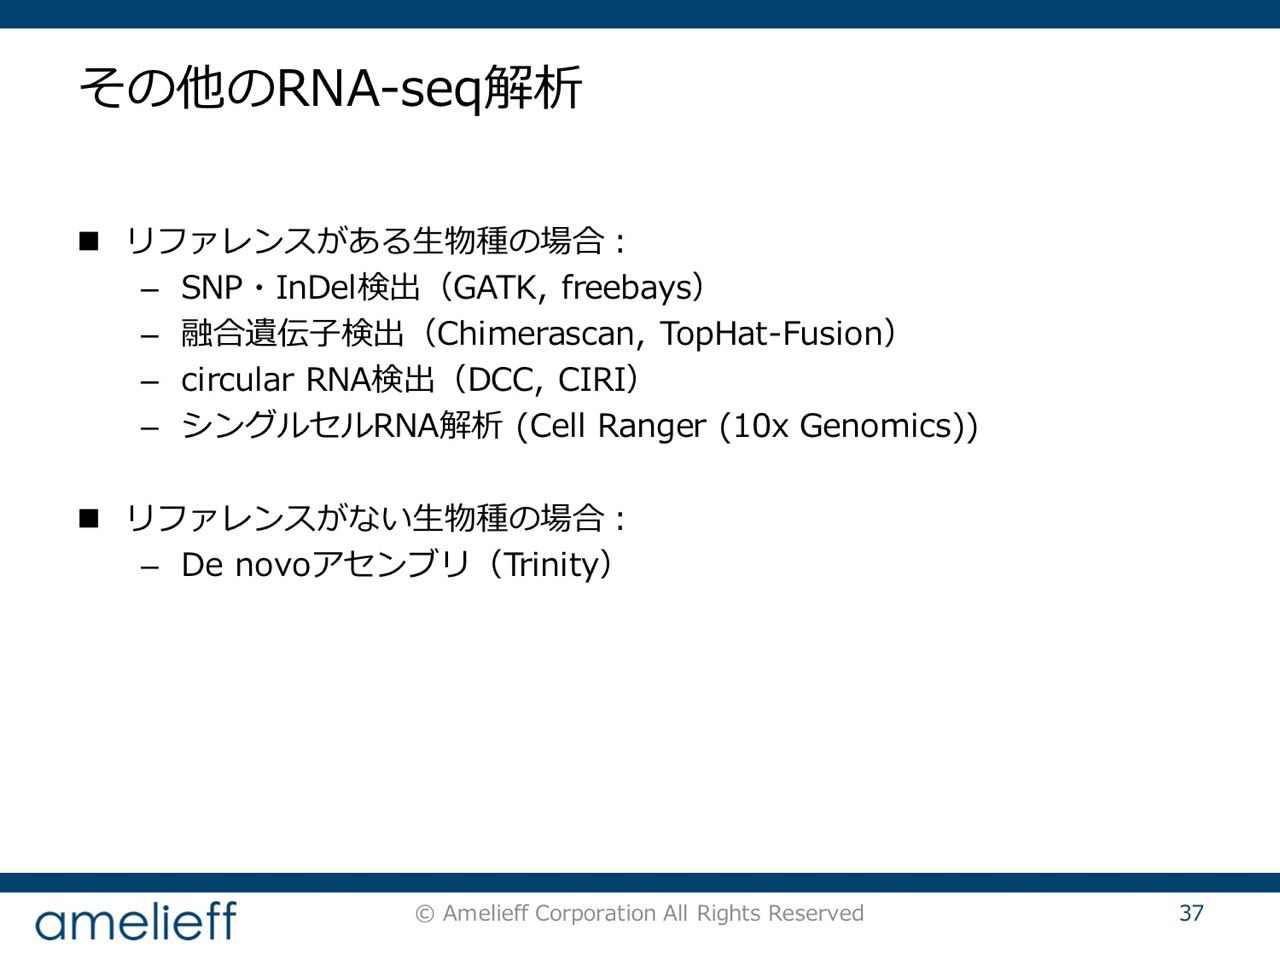 その他のRNA-seq解析
■ リファレンスがある生物種の場合：
– SNP・InDel検出（GATK, freebays）
– 融合遺伝子検出（Chimerascan, TopHat-Fusion）
– circular RNA検出（DCC, CIRI）
– シングルセルRNA解析 (Cell Ranger (10x Genomics))
■ リファレンスがない生物種の場合：
– De novoアセンブリ（Trinity）
amelieff
© Amelieff Corporation All Rights Reserved
37